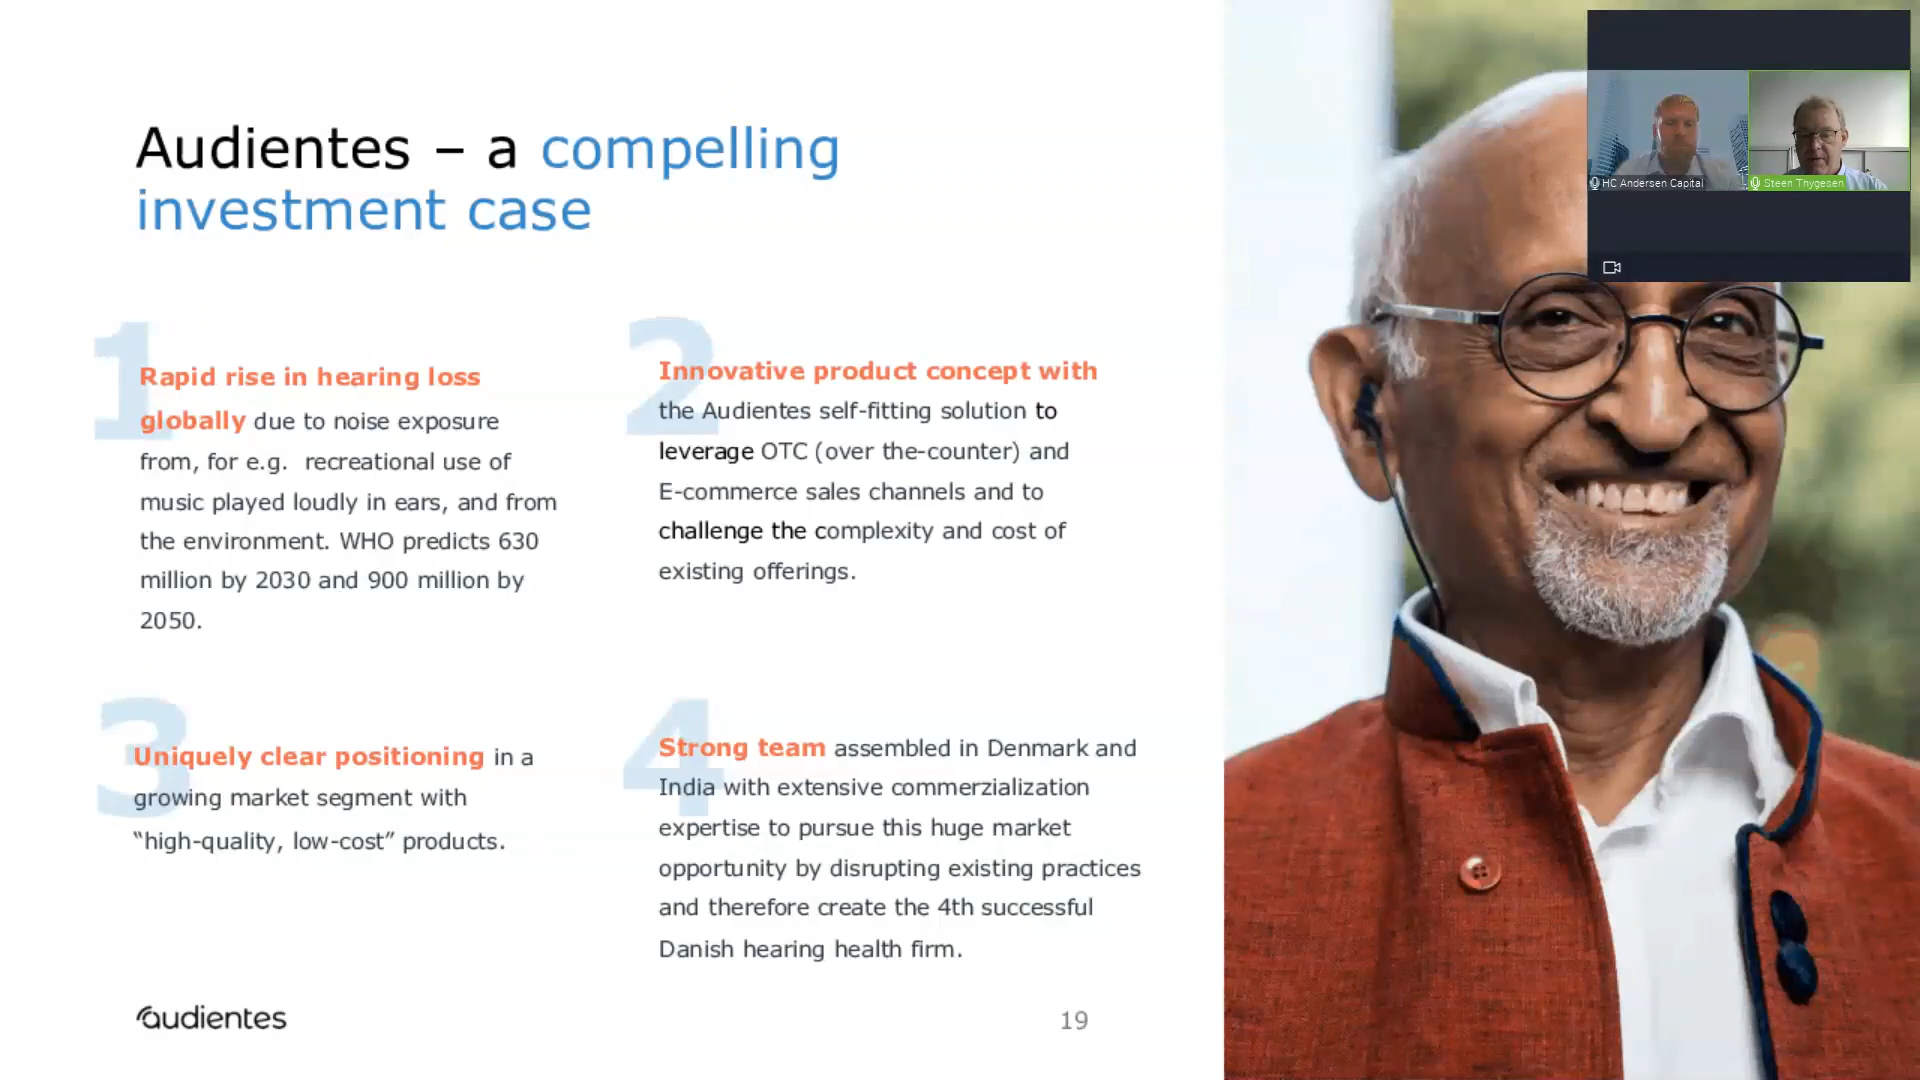 Audientes – a compelling
investment case
1
Rapid rise in hearing loss
globally due to noise exposure
from, for e.g. recreational use of
music played loudly in ears, and from
the environment. WHO predicts 630
million by 2030 and 900 million by
2050.
2
Innovative product concept with
the Audientes self-fitting solution to
leverage OTC (over the-counter) and
E-commerce sales channels and to
challenge the complexity and cost of
existing offerings.
3
Uniquely clear positioning in a
growing market segment with
“high-quality, low-cost” products.
4
Strong team assembled in Denmark and
India with extensive commerzialization
expertise to pursue this huge market
opportunity by disrupting existing practices
and therefore create the 4th successful
Danish hearing health firm.
audientes
19
HC Andersen Capital
Steen Thygesen